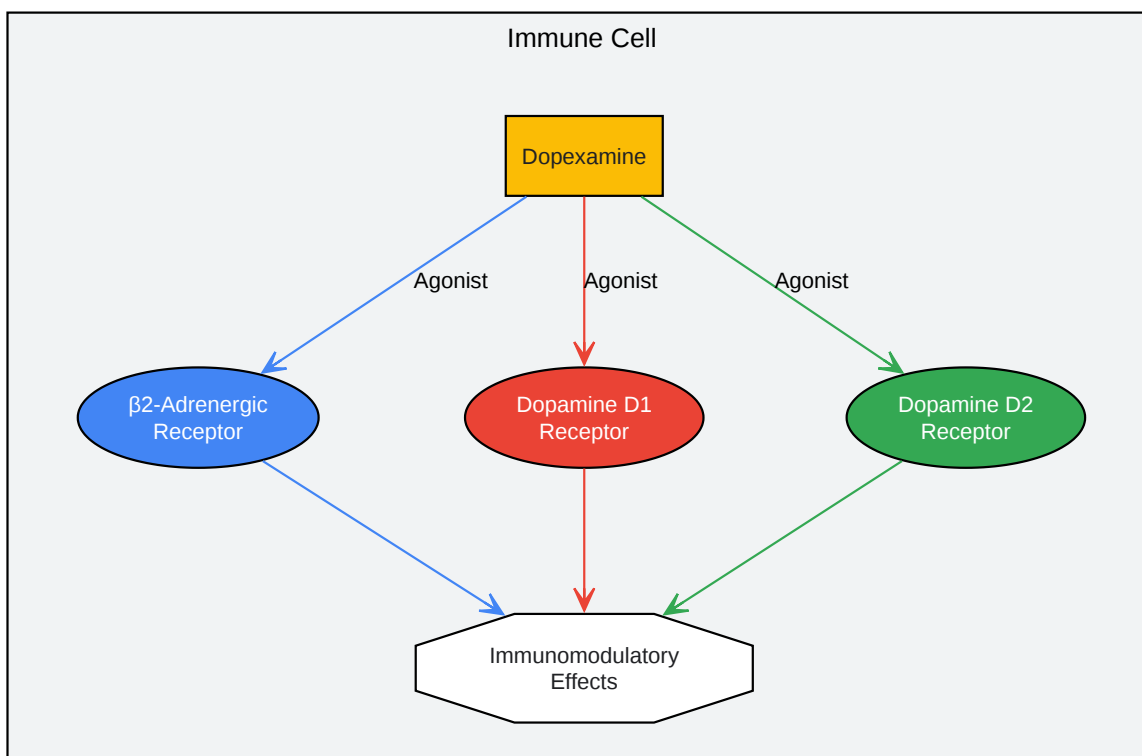 Immune Cell
Dopexamine
Agonist
Agonist
Agonist
β2-Adrenergic
Receptor
Dopamine D1
Receptor
Dopamine D2
Receptor
Immunomodulatory
Effects